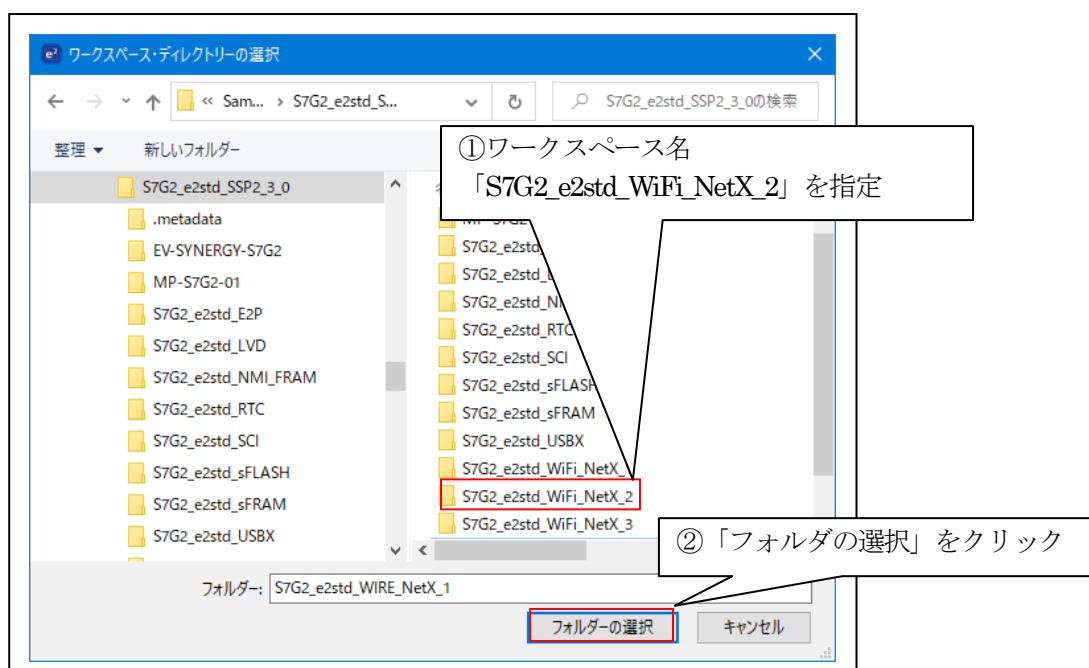 ワークスペース・ディレクトリーの選択
« Sam... › S7G2_e2std_S...
S7G2_e2std_SSP2_3_0の検索
整理
新しいフォルダー
①ワークスペース名
「S7G2_e2std_WiFi_NetX_2」を指定
S7G2_e2std_SSP2_3_0
.metadata
EV-SYNERGY-S7G2
MP-S7G2-01
S7G2_e2std_E2P
S7G2_e2std_LVD
S7G2_e2std_NMI_FRAM
S7G2_e2std_RTC
S7G2_e2std_SCI
S7G2_e2std_sFLASH
S7G2_e2std_sFRAM
S7G2_e2std_USBX
S7G2_e2std_RTC
S7G2_e2std_SCI
S7G2_e2std_sFLASH
S7G2_e2std_sFRAM
S7G2_e2std_USBX
S7G2_e2std_WiFi_NetX_
S7G2_e2std_WiFi_NetX_2
S7G2_e2std_WiFi_NetX_3
②「フォルダの選択」をクリック
フォルダー: S7G2_e2std_WIRE_NetX_1
フォルダーの選択
キャンセル